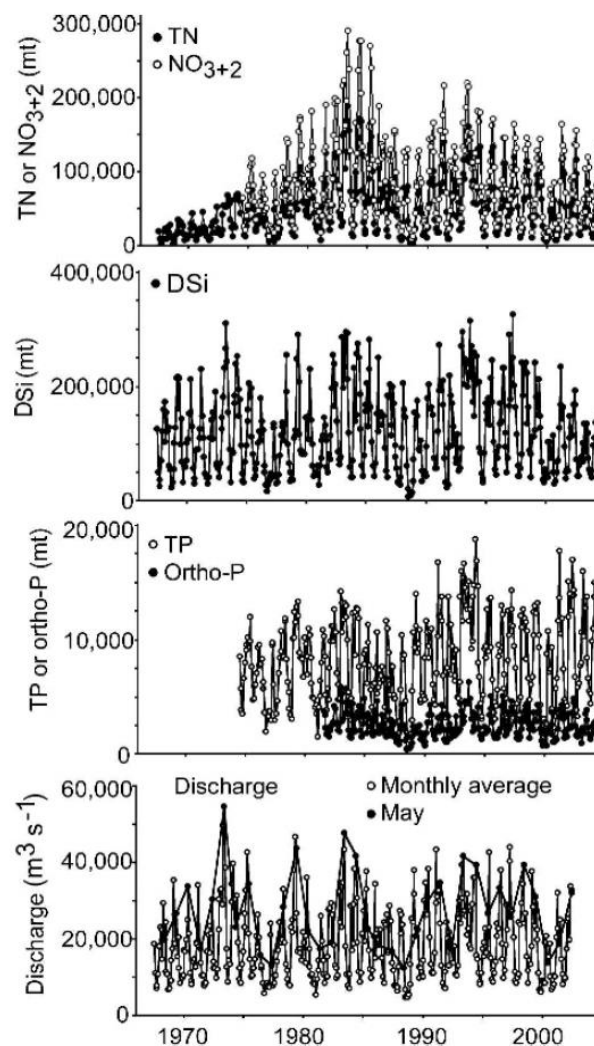 300,000
200,000
100,000
0
TN or NO3+2 (mt)
● TN
○ NO3+2
400,000
200,000
0
DSi (mt)
● DSi
20,000
10,000
0
TP or ortho-P (mt)
○ TP
● Ortho-P
60,000
40,000
20,000
0
Discharge (m3 s-1)
Discharge
○ Monthly average
● May
1970 1980 1990 2000